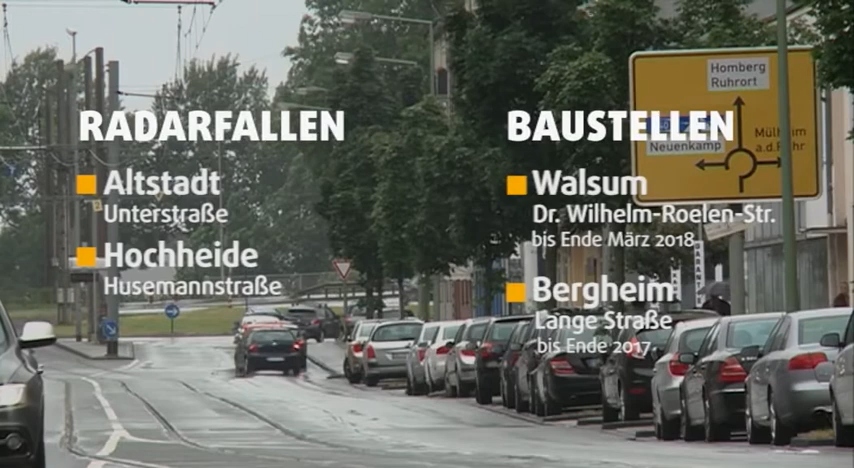 RADARFALLEN
Altstadt
Unterstraße
Hochheide
Husemannstraße
BAUSTELLEN
Walsum
Dr. Wilhelm-Roelen-Str.
bis Ende März 2018
Bergheim
Lange Straße
bis Ende 2017
Homberg
Ruhrort
Neuenkamp
Mülheim
a.d.Ruhr